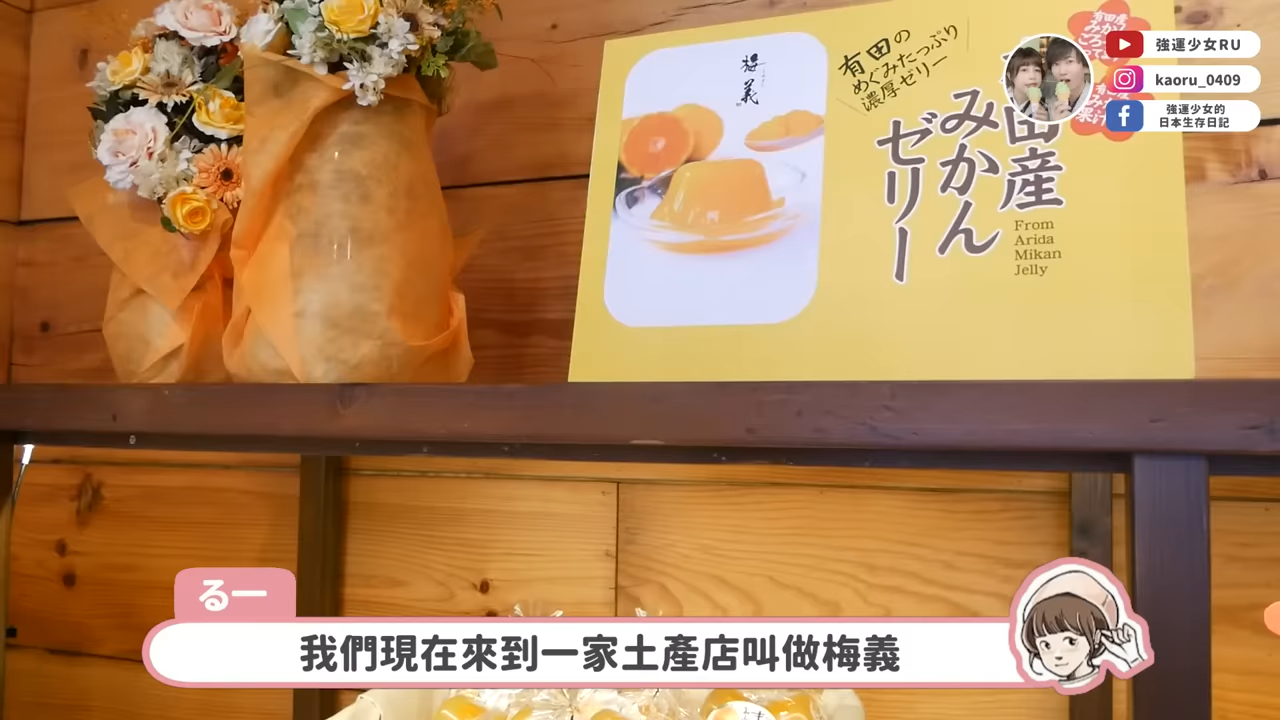 梅義
有田の
めぐみたっぷり
濃厚ゼリー
田産
みかん
ゼリー
From
Arida
Mikan
Jelly
強運少女RU
kaoru_0409
強運少女的
日本生存日記
るー
我們現在來到一家土產店叫做梅義